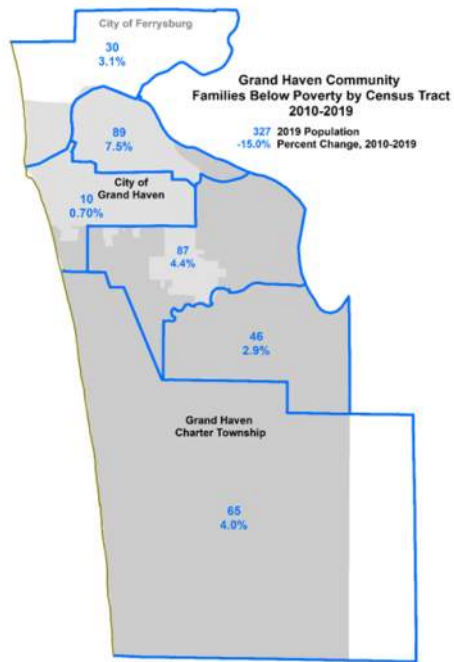 City of Ferrysburg
30
3.1%
Grand Haven Community
Families Below Poverty by Census Tract
2010-2019
327 2019 Population
-15.0% Percent Change, 2010-2019
89
7.5%
City of
Grand Haven
10
0.70%
87
4.4%
46
2.9%
Grand Haven
Charter Township
65
4.0%